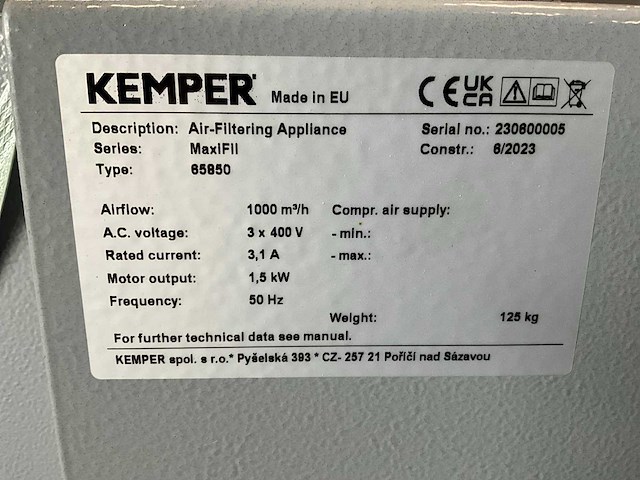 KEMPER Made in EU CE UK CA
Description: Air-Filtering Appliance Serial no.: 230600005
Series: MaxiFil Constr.: 6/2023
Type: 65850
Airflow: 1000 m³/h Compr. air supply:
A.C. voltage: 3 x 400 V - min.:
Rated current: 3,1 A - max.:
Motor output: 1,5 kW
Frequency: 50 Hz
Weight: 125 kg
For further technical data see manual.
KEMPER spol. s r.o.* Pyšelská 393 * CZ- 257 21 Poříčí nad Sázavou